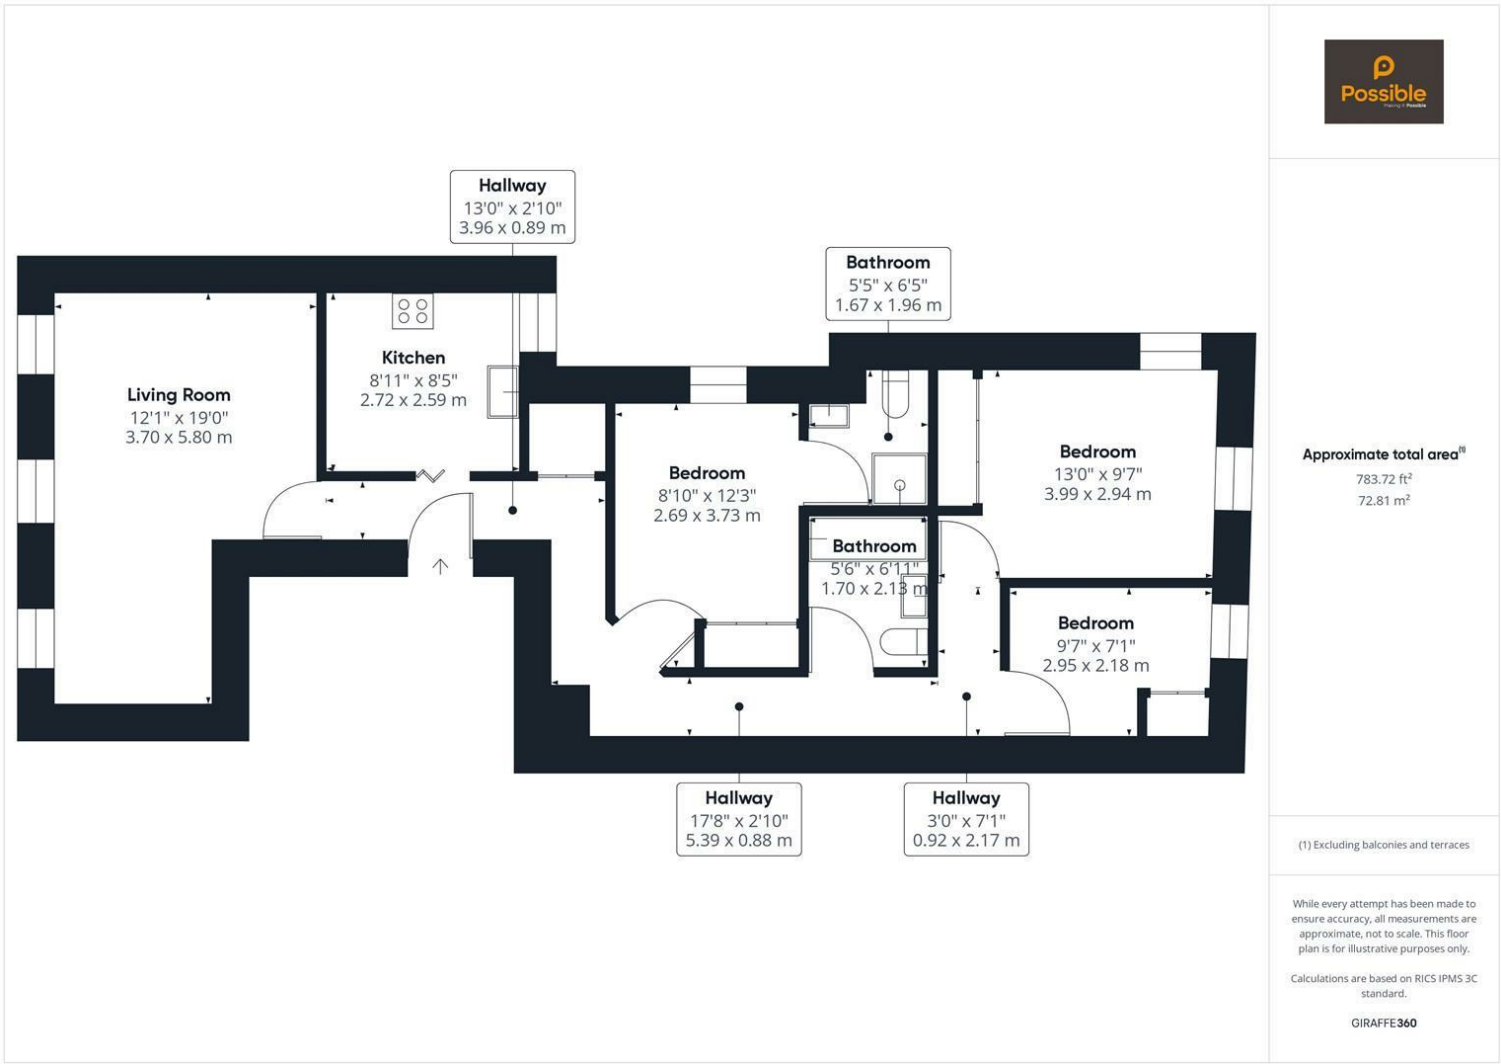 Possible
Making it Possible
Hallway
13'0" x 2'10"
3.96 x 0.89 m
Bathroom
5'5" x 6'5"
1.67 x 1.96 m
Kitchen
8'11" x 8'5"
2.72 x 2.59 m
Living Room
12'1" x 19'0"
3.70 x 5.80 m
Bedroom
8'10" x 12'3"
2.69 x 3.73 m
Bedroom
13'0" x 9'7"
3.99 x 2.94 m
Bathroom
5'6" x 6'11"
1.70 x 2.13 m
Bedroom
9'7" x 7'1"
2.95 x 2.18 m
Hallway
17'8" x 2'10"
5.39 x 0.88 m
Hallway
3'0" x 7'1"
0.92 x 2.17 m
Approximate total area(1)
783.72 ft²
72.81 m²
(1) Excluding balconies and terraces
While every attempt has been made to
ensure accuracy, all measurements are
approximate, not to scale. This floor
plan is for illustrative purposes only.
Calculations are based on RICS IPMS 3C
standard.
GIRAFFE360